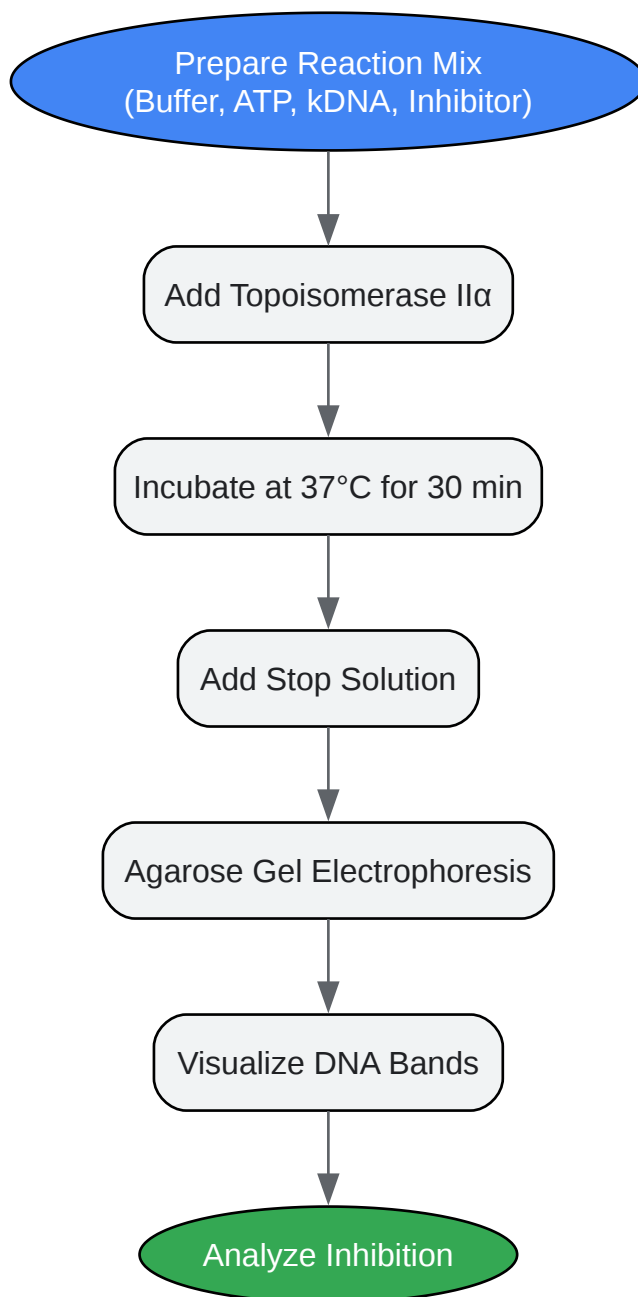 Prepare Reaction Mix
(Buffer, ATP, kDNA, Inhibitor)
Add Topoisomerase IIα
Incubate at 37°C for 30 min
Add Stop Solution
Agarose Gel Electrophoresis
Visualize DNA Bands
Analyze Inhibition